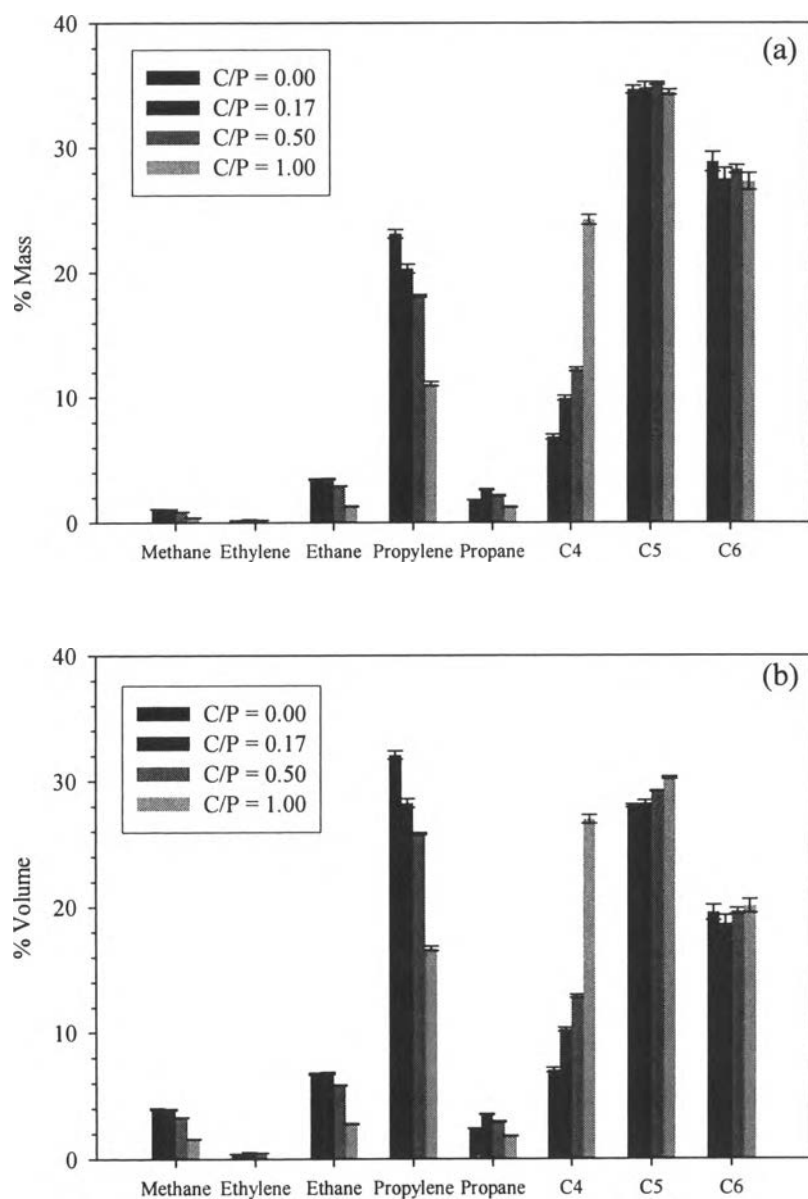 (a)
40
30
20
10
0
% Mass
C/P = 0.00
C/P = 0.17
C/P = 0.50
C/P = 1.00
Methane Ethylene Ethane Propylene Propane C4 C5 C6
(b)
40
30
20
10
0
% Volume
C/P = 0.00
C/P = 0.17
C/P = 0.50
C/P = 1.00
Methane Ethylene Ethane Propylene Propane C4 C5 C6